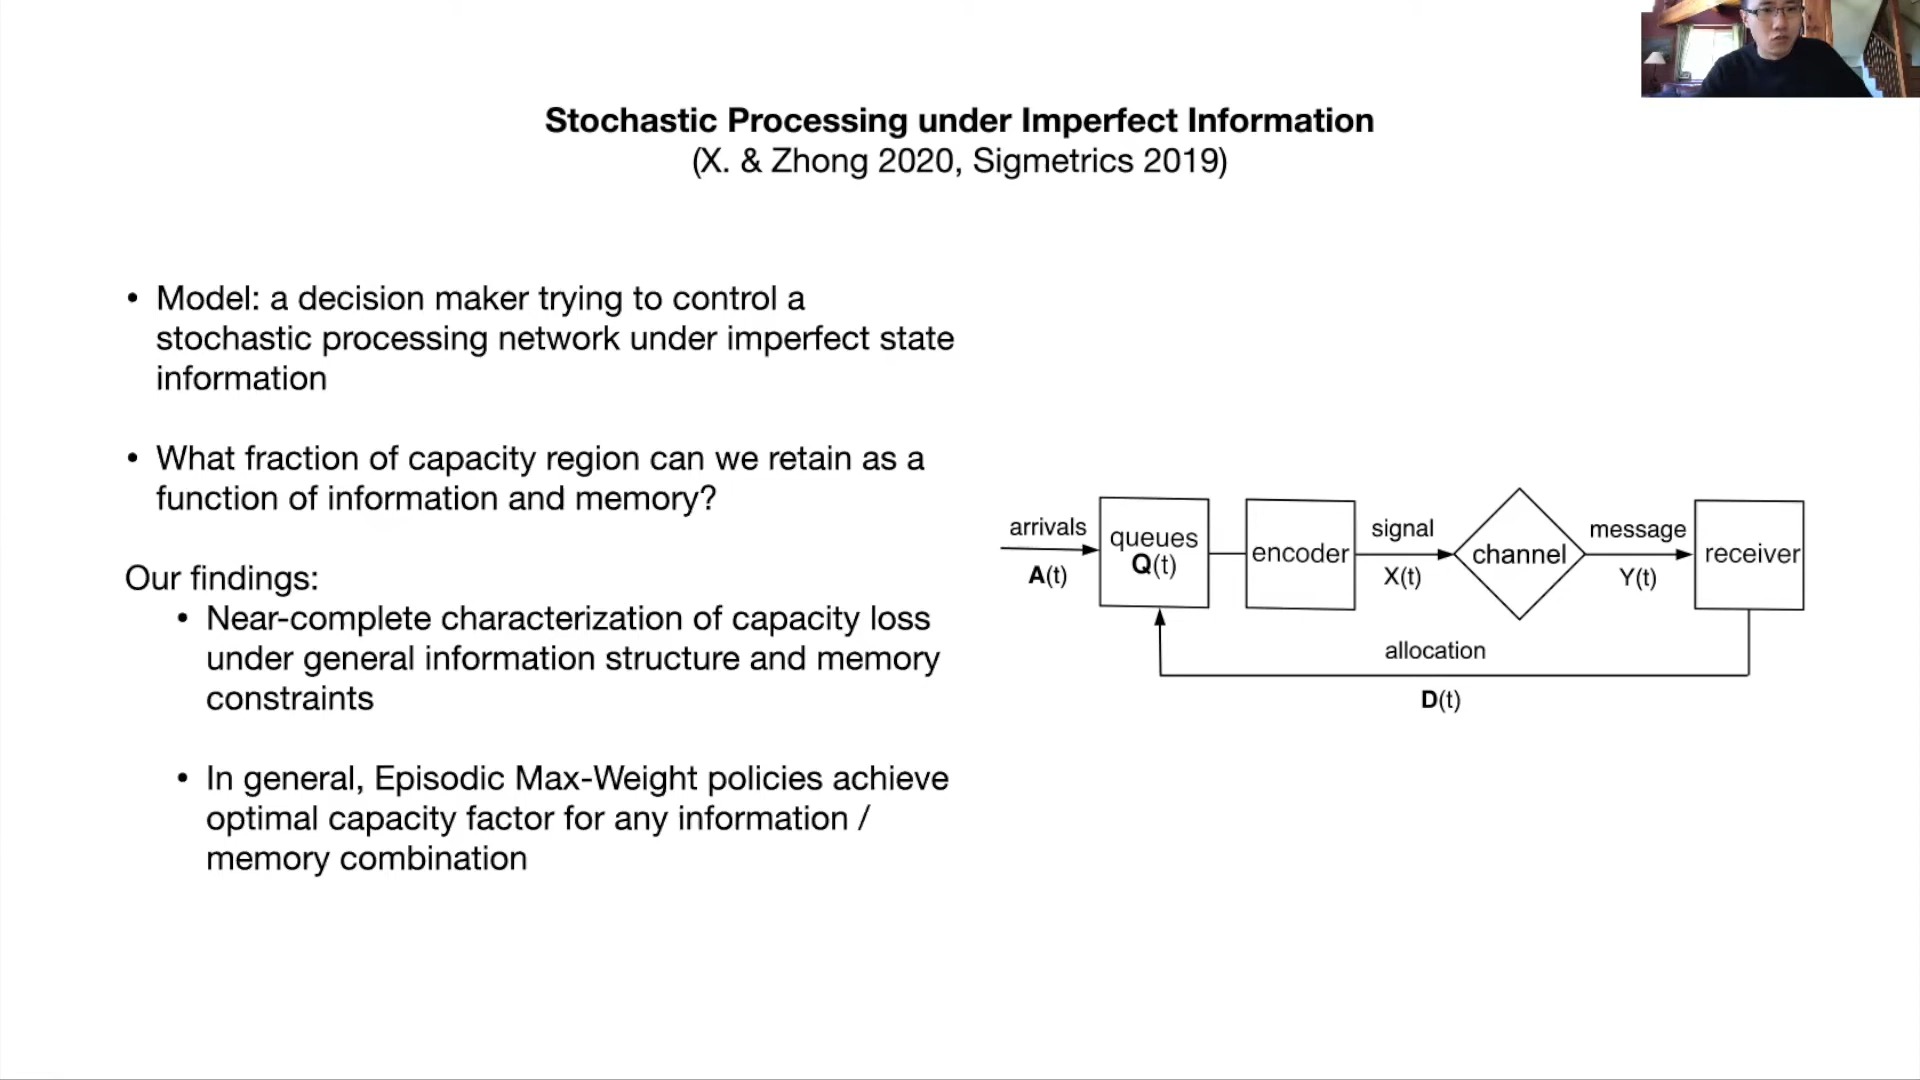 Stochastic Processing under Imperfect Information
(X. & Zhong 2020, Sigmetrics 2019)
• Model: a decision maker trying to control a
stochastic processing network under imperfect state
information
• What fraction of capacity region can we retain as a
function of information and memory?
Our findings:
• Near-complete characterization of capacity loss
under general information structure and memory
constraints
• In general, Episodic Max-Weight policies achieve
optimal capacity factor for any information /
memory combination
arrivals
A(t)
queues
Q(t)
encoder
signal
X(t)
channel
message
Y(t)
receiver
allocation
D(t)